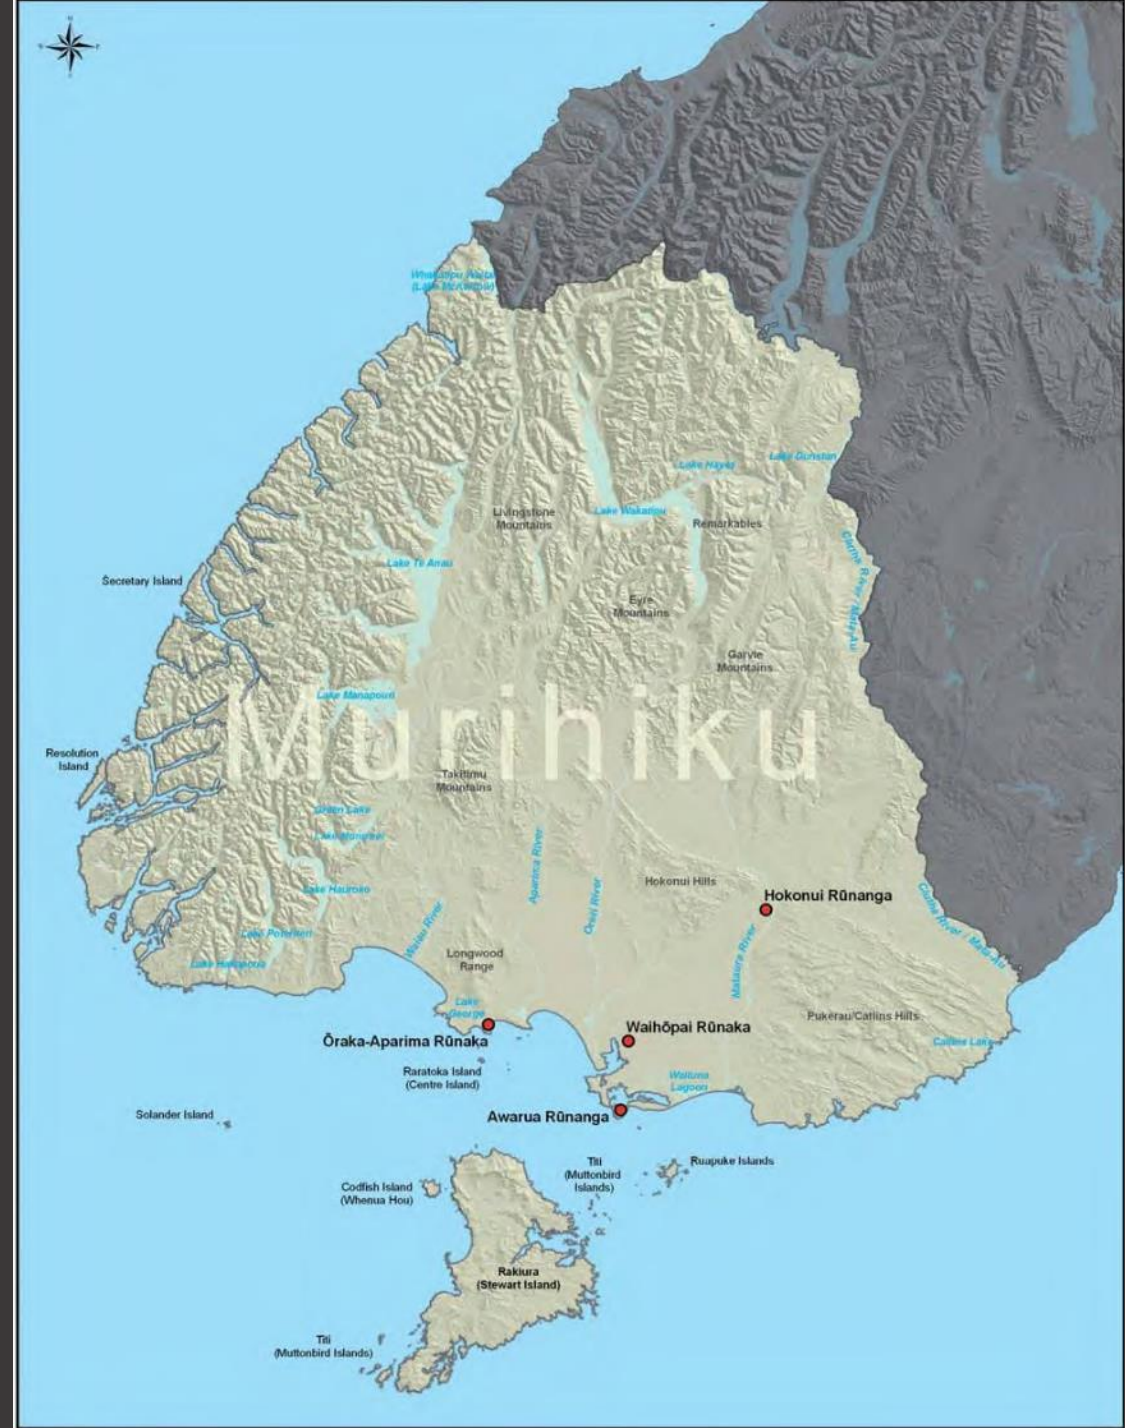 Whakatipu Waitai
(Lake McKerrow)
Lake Hayes
Lake Dunstan
Livingstone
Mountains
Lake Wakatipu
Remarkables
Lake Te Anau
Clutha River / Mata-Au
Secretary Island
Eyre
Mountains
Garvie
Mountains
Lake Manapouri
Murihiku
Resolution
Island
Takitimu
Mountains
Green Lake
Lake Monowai
Aparima River
Oreti River
Hokonui Hills
Lake Hauroko
Hokonui Rūnanga
Waiau River
Clutha River / Mata-Au
Lake Poteriteri
Longwood
Range
Mataura River
Lake Hakapoua
Lake
George
Pukerau/Catlins Hills
Waihōpai Rūnaka
Ōraka-Aparima Rūnaka
Catlins Lake
Raratoka Island
(Centre Island)
Waituna
Lagoon
Solander Island
Awarua Rūnanga
Titi
(Muttonbird
Islands)
Ruapuke Islands
Codfish Island
(Whenua Hou)
Rakiura
(Stewart Island)
Titi
(Muttonbird Islands)